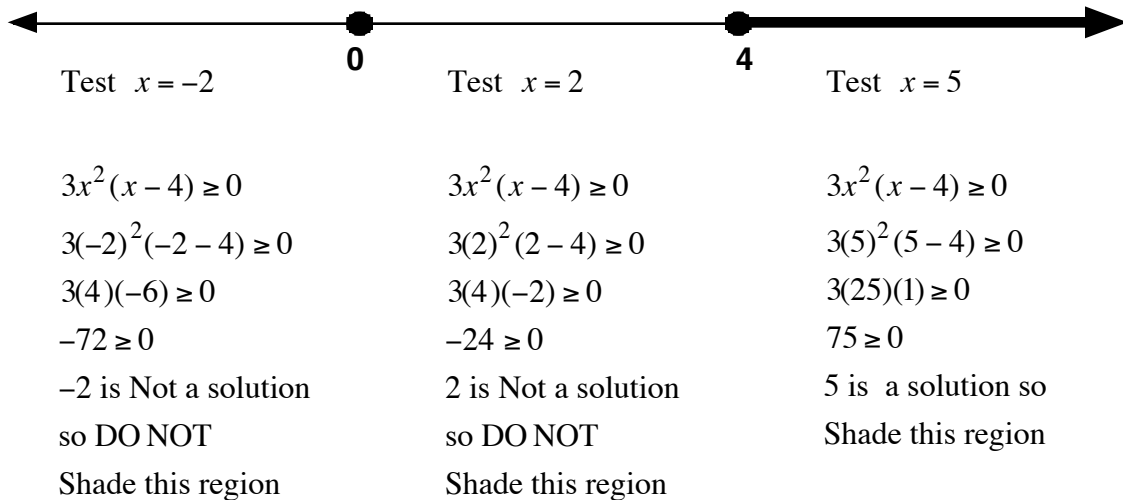 0
4
Test x = −2
3x²(x − 4) ≥ 0
3(−2)²(−2 − 4) ≥ 0
3(4)(−6) ≥ 0
−72 ≥ 0
−2 is Not a solution
so DO NOT
Shade this region
Test x = 2
3x²(x − 4) ≥ 0
3(2)²(2 − 4) ≥ 0
3(4)(−2) ≥ 0
−24 ≥ 0
2 is Not a solution
so DO NOT
Shade this region
Test x = 5
3x²(x − 4) ≥ 0
3(5)²(5 − 4) ≥ 0
3(25)(1) ≥ 0
75 ≥ 0
5 is a solution so
Shade this region